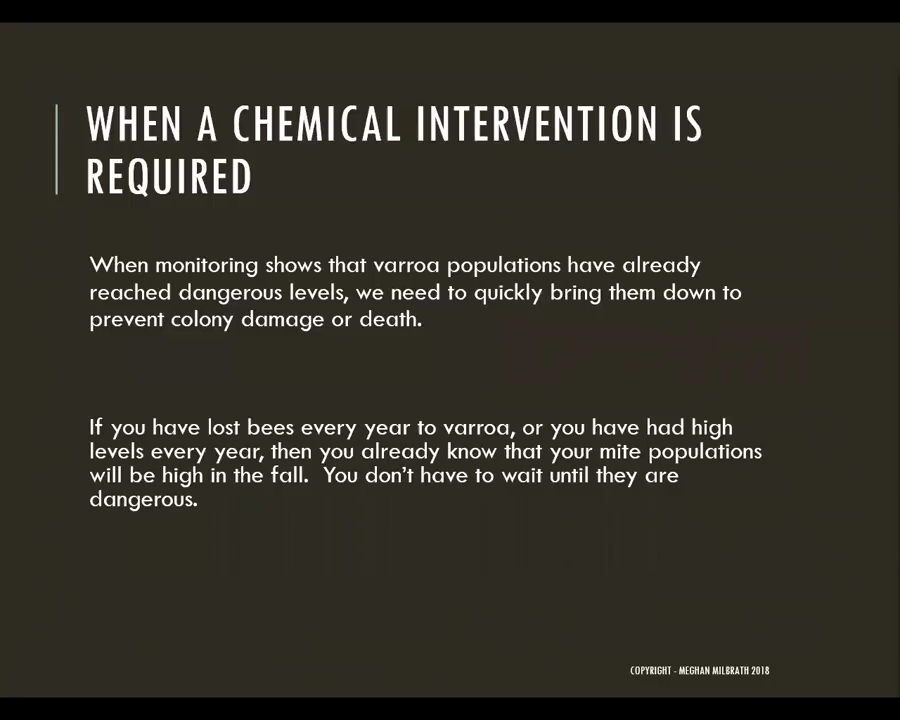 WHEN A CHEMICAL INTERVENTION IS
REQUIRED
When monitoring shows that varroa populations have already
reached dangerous levels, we need to quickly bring them down to
prevent colony damage or death.
If you have lost bees every year to varroa, or you have had high
levels every year, then you already know that your mite populations
will be high in the fall.  You don’t have to wait until they are
dangerous.
COPYRIGHT - MEGHAN MILBRATH 2018